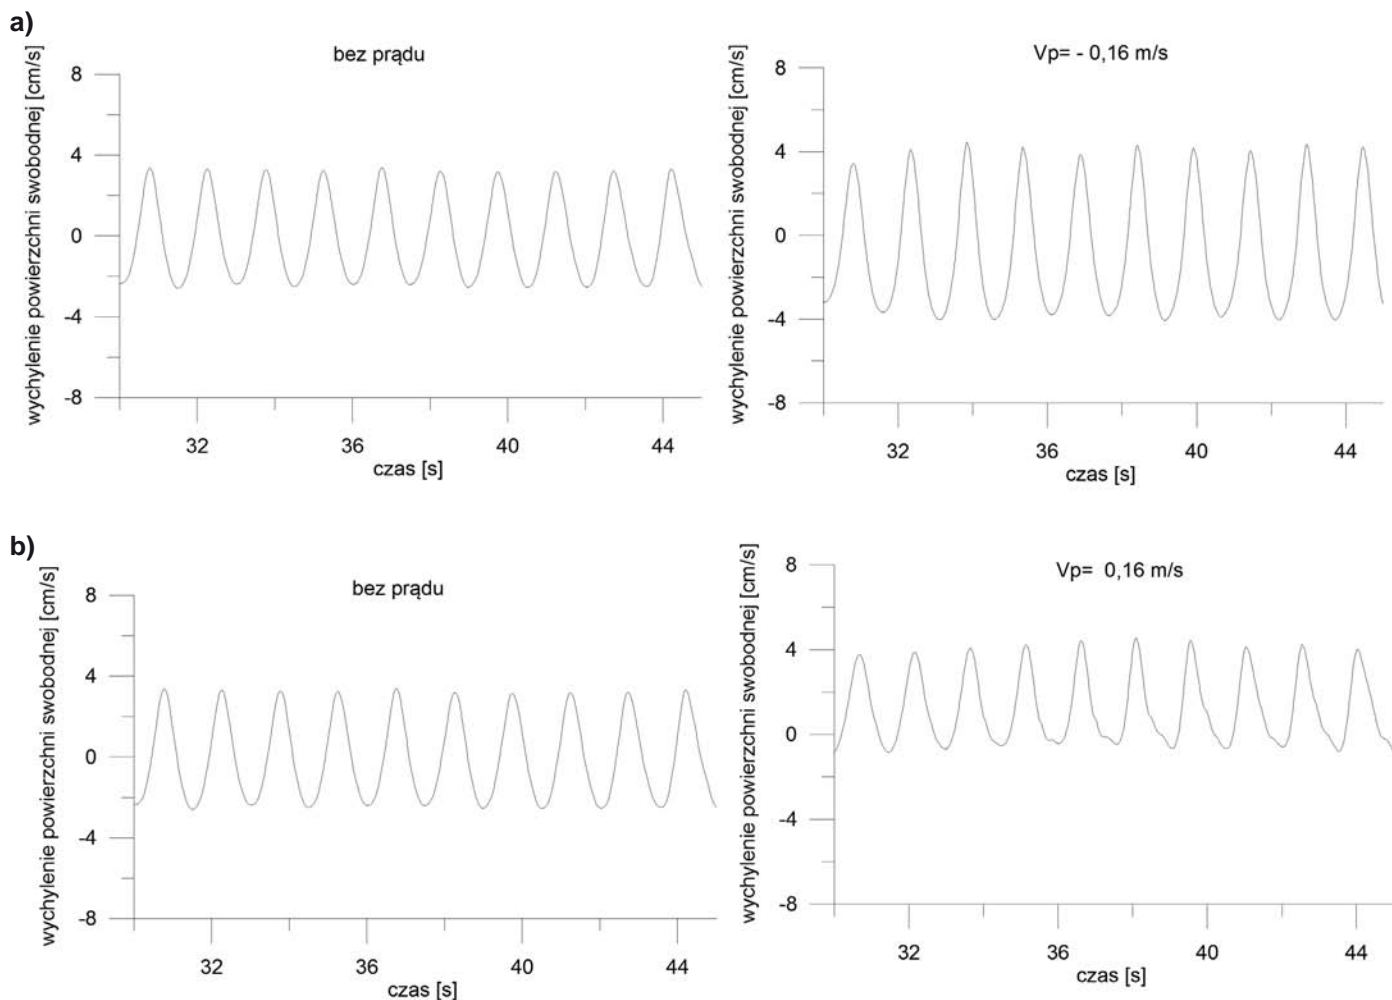 a)
bez prądu
wychylenie powierzchni swobodnej [cm/s]
8
4
0
-4
-8
32 36 40 44
czas [s]
Vp= - 0,16 m/s
wychylenie powierzchni swobodnej [cm/s]
8
4
0
-4
-8
32 36 40 44
czas [s]
b)
bez prądu
wychylenie powierzchni swobodnej [cm/s]
8
4
0
-4
-8
32 36 40 44
czas [s]
Vp= 0,16 m/s
wychylenie powierzchni swobodnej [cm/s]
8
4
0
-4
-8
32 36 40 44
czas [s]